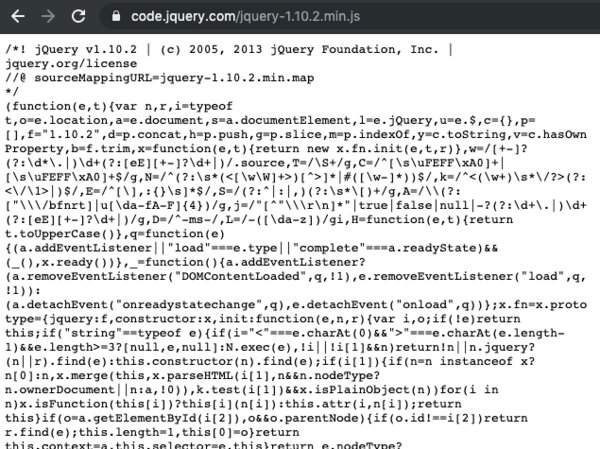 code.jquery.com/jquery-1.10.2.min.js
/*! jQuery v1.10.2 | (c) 2005, 2013 jQuery Foundation, Inc. |
jquery.org/license
//@ sourceMappingURL=jquery-1.10.2.min.map
*/
(function(e,t){var n,r,i=typeof
t,o=e.location,a=e.document,s=a.documentElement,l=e.jQuery,u=e.$,c={},p=
[],f="1.10.2",d=p.concat,h=p.push,g=p.slice,m=p.indexOf,y=c.toString,v=c.hasOwn
Property,b=f.trim,x=function(e,t){return new x.fn.init(e,t,r)},w=/[+-]?
(?:\d*\.|)\d+(?:[eE][+-]?\d+|)/.source,T=/\S+/g,C=/^[\s\uFEFF\xA0]+|
[\s\uFEFF\xA0]+$/g,N=/^(?:\s*(<[\w\W]+>)[^>]*|#([\w-]*))$/,k=/^<(\w+)\s*\/?>(?:
<\/\1>|)$/,E=/^[\],:{}\s]*$/,S=/(?:^|:|,)(?:\s*\[)+/g,A=/\\(?:
["\\\/bfnrt]|u[\da-fA-F]{4})/g,j=/"[^"\\\r\n]*"|true|false|null|-?(?:\d+\.|)\d+
(?:[eE][+-]?\d+|)/g,D=/^-ms-/,L=/-([\da-z])/gi,H=function(e,t){return
t.toUpperCase()},q=function(e)
{(a.addEventListener||"load"===e.type||"complete"===a.readyState)&&
(_(),x.ready())},_=function(){a.addEventListener?
(a.removeEventListener("DOMContentLoaded",q,!1),e.removeEventListener("load",q,
!1)):
(a.detachEvent("onreadystatechange",q),e.detachEvent("onload",q))};x.fn=x.proto
type={jquery:f,constructor:x,init:function(e,n,r){var i,o;if(!e)return
this;if("string"==typeof e){if(i="<"===e.charAt(0)&&">"===e.charAt(e.length-
1)&&e.length>=3?[null,e,null]:N.exec(e),!i||!i[1]&&n)return!n||n.jquery?
(n||r).find(e):this.constructor(n).find(e);if(i[1]){if(n=n instanceof x?
n[0]:n,x.merge(this,x.parseHTML(i[1],n&&n.nodeType?
n.ownerDocument||n:a,!0)),k.test(i[1])&&x.isPlainObject(n))for(i in
n)x.isFunction(this[i])?this[i](n[i]):this.attr(i,n[i]);return
this}if(o=a.getElementById(i[2]),o&&o.parentNode){if(o.id!==i[2])return
r.find(e);this.length=1,this[0]=o}return
this.context=a,this.selector=e,this}return e.nodeType?